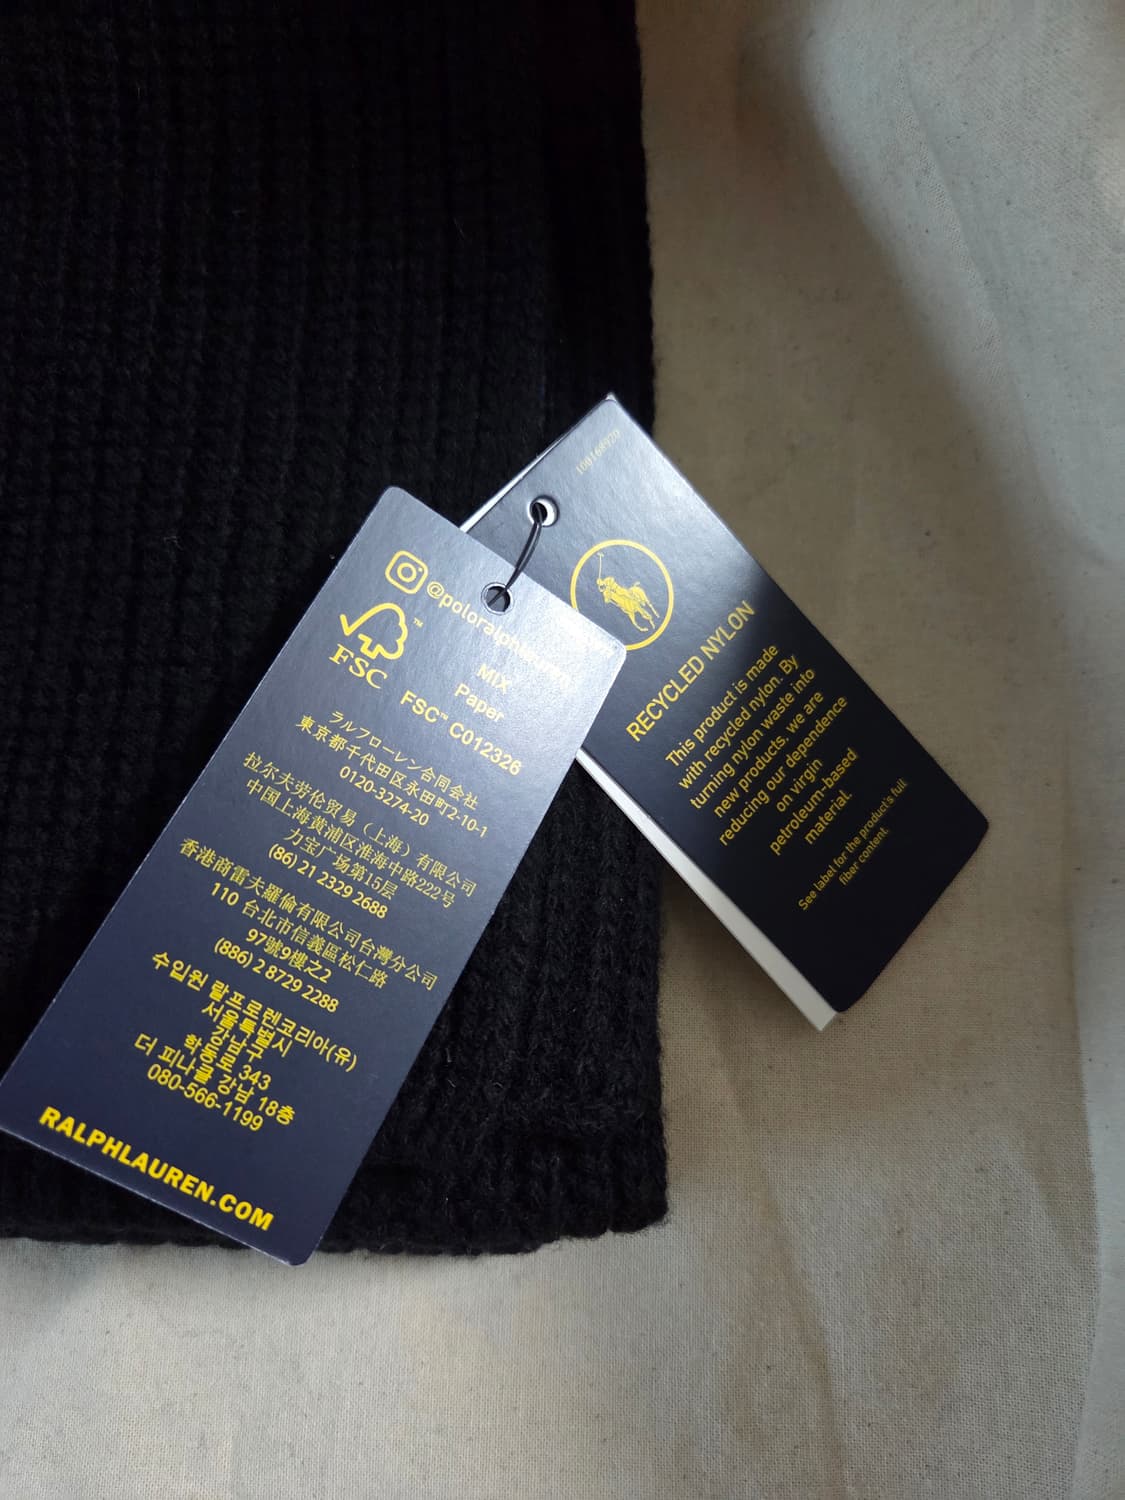 @poloralphlauren
FSC™
MIX
Paper
FSC™ C012326
ラルフローレン合同会社
東京都千代田区永田町2-10-1
0120-3274-20
拉尔夫劳伦贸易（上海）有限公司
中国上海黄浦区淮海中路222号
力宝广场第15层
(86) 21 2329 2688
香港商雷夫羅倫有限公司台灣分公司
110 台北市信義區松仁路
97號9樓之2
(886) 2 8729 2288
수입원 랄프로렌코리아(유)
서울특별시
강남구
학동로 343
더 피나클 강남 18층
080-566-1199
RALPHLAUREN.COM
100168920
RECYCLED NYLON
This product is made
with recycled nylon. By
turning nylon waste into
new products, we are
reducing our dependence
on virgin
petroleum-based
material.
See label for the product's full
fiber content.